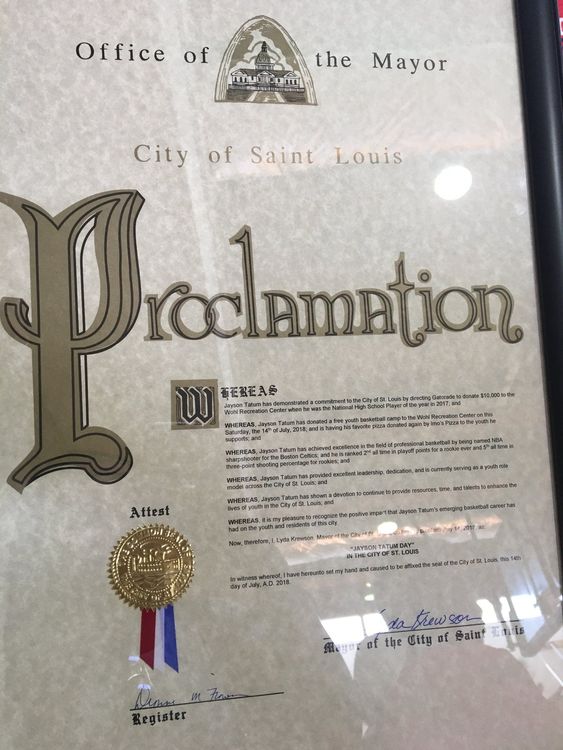 Office of the Mayor
City of Saint Louis
Proclamation
WHEREAS
Jayson Tatum has demonstrated a commitment to the City of St. Louis by directing Gatorade to donate $10,000 to the
Wohl Recreation Center when he was the National High School Player of the year in 2017; and
WHEREAS, Jayson Tatum has donated a free youth basketball camp to the Wohl Recreation Center on this
Saturday, the 14th of July, 2018; and is having his favorite pizza donated again by Imo's Pizza to the youth he
supports; and
WHEREAS, Jayson Tatum has achieved excellence in the field of professional basketball by being named NBA
sharpshooter for the Boston Celtics; and he is ranked 2nd all time in playoff points for a rookie ever and 5th all time in
three-point shooting percentage for rookies; and
WHEREAS, Jayson Tatum has provided excellent leadership, dedication, and is currently serving as a youth role
model across the City of St. Louis; and
WHEREAS, Jayson Tatum has shown a devotion to continue to provide resources, time, and talents to enhance the
lives of youth in City of St. Louis; and
WHEREAS, it is my pleasure to recognize the positive impact that Jayson Tatum's emerging basketball career has
had on the youth and residents of this city.
Now, therefore, I, Lyda Krewson, Mayor of the City of July 14, as:
"JAYSON TATUM DAY"
IN THE CITY OF ST. LOUIS
In witness whereof, I have hereunto set my hand and caused to be affixed the seal of the City of St. Louis, this 14th
day of July, A.D. 2018.
Attest
Lyda Krewson
Mayor of the City of Saint Louis
Register